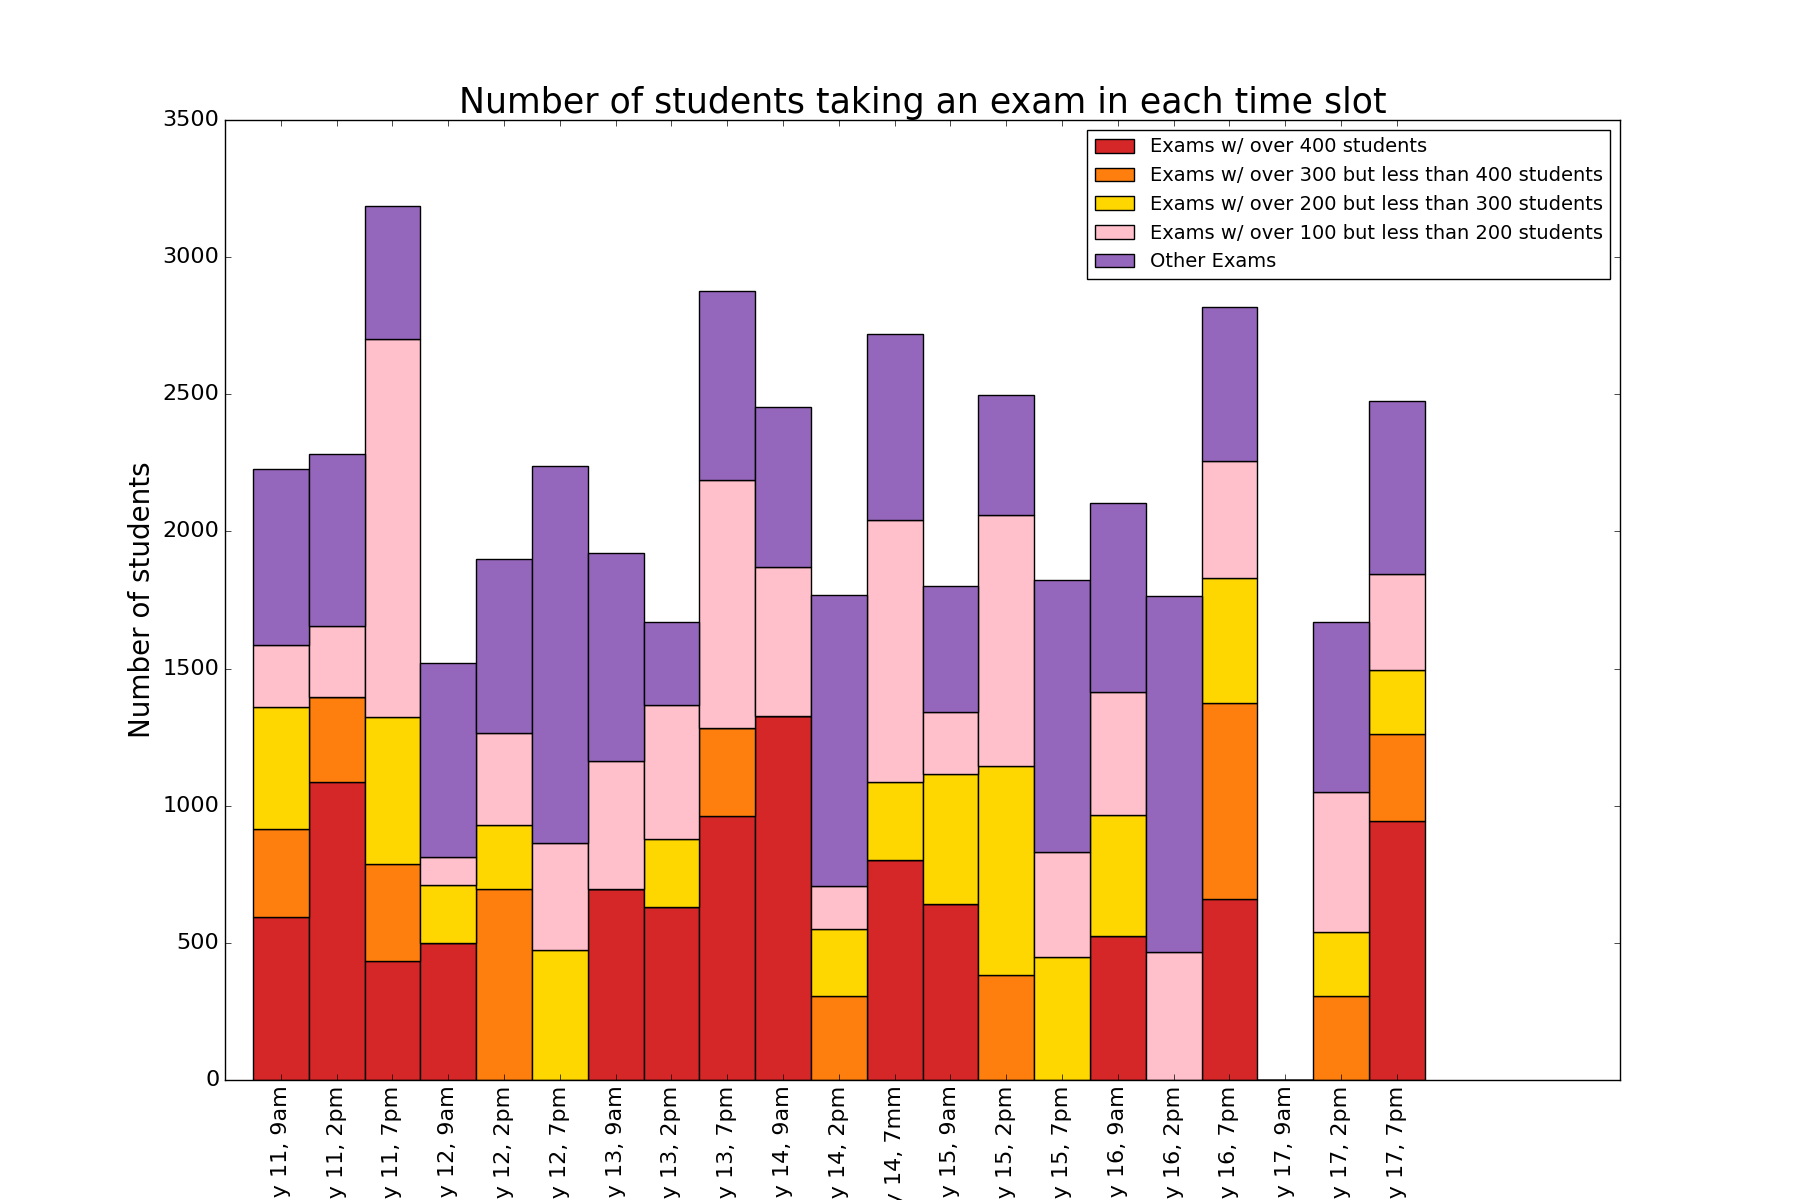 Number of students taking an exam in each time slot
3500
3000
2500
2000
1500
1000
500
0
Number of students
Exams w/ over 400 students
Exams w/ over 300 but less than 400 students
Exams w/ over 200 but less than 300 students
Exams w/ over 100 but less than 200 students
Other Exams
y 11, 9am
y 11, 2pm
y 11, 7pm
y 12, 9am
y 12, 2pm
y 12, 7pm
y 13, 9am
y 13, 2pm
y 13, 7pm
y 14, 9am
y 14, 2pm
y 14, 7mm
y 15, 9am
y 15, 2pm
y 15, 7pm
y 16, 9am
y 16, 2pm
y 16, 7pm
y 17, 9am
y 17, 2pm
y 17, 7pm